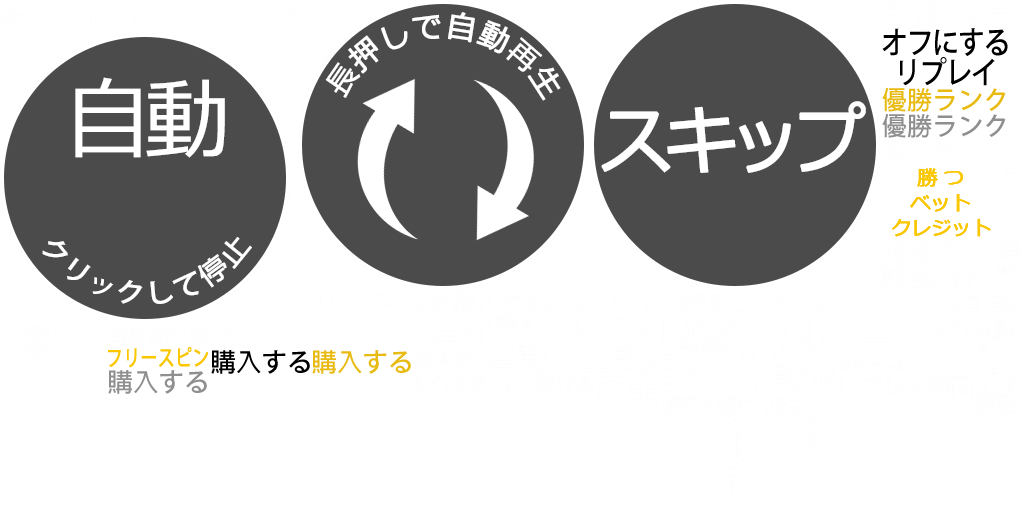 自動
クリックして停止
長押しで自動再生
スキップ
オフにする
リプレイ
優勝ランク
優勝ランク
勝つ
ベット
クレジット
フリースピン
購入する
購入する
購入する